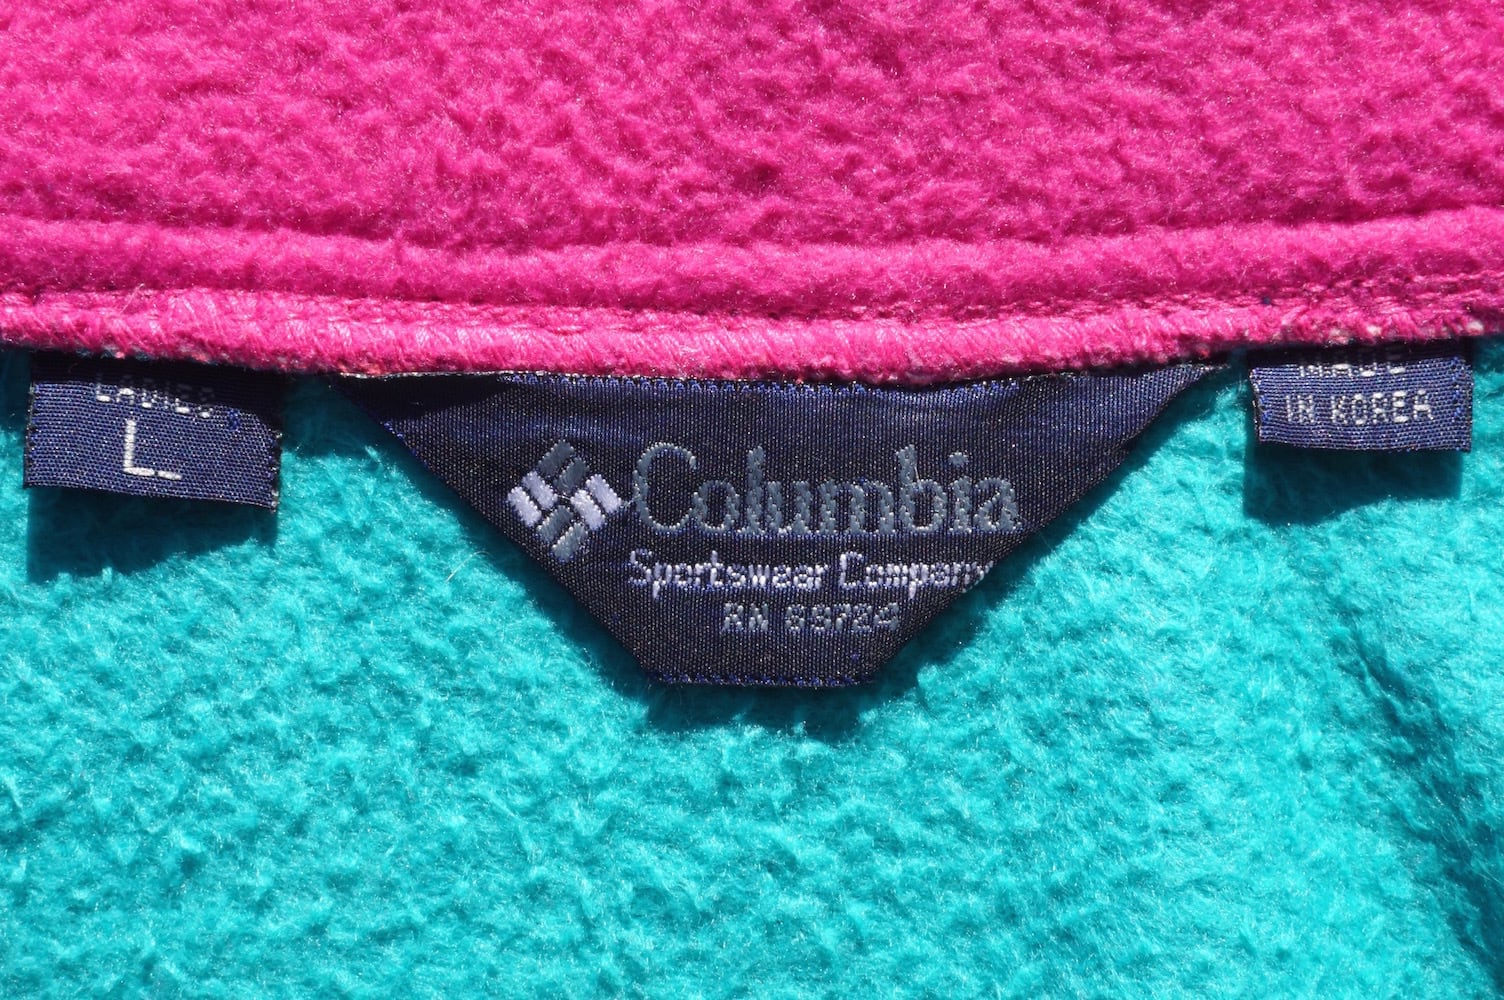 LADIES
L
Columbia
Sportswear Company
RN 69724
MADE
IN KOREA